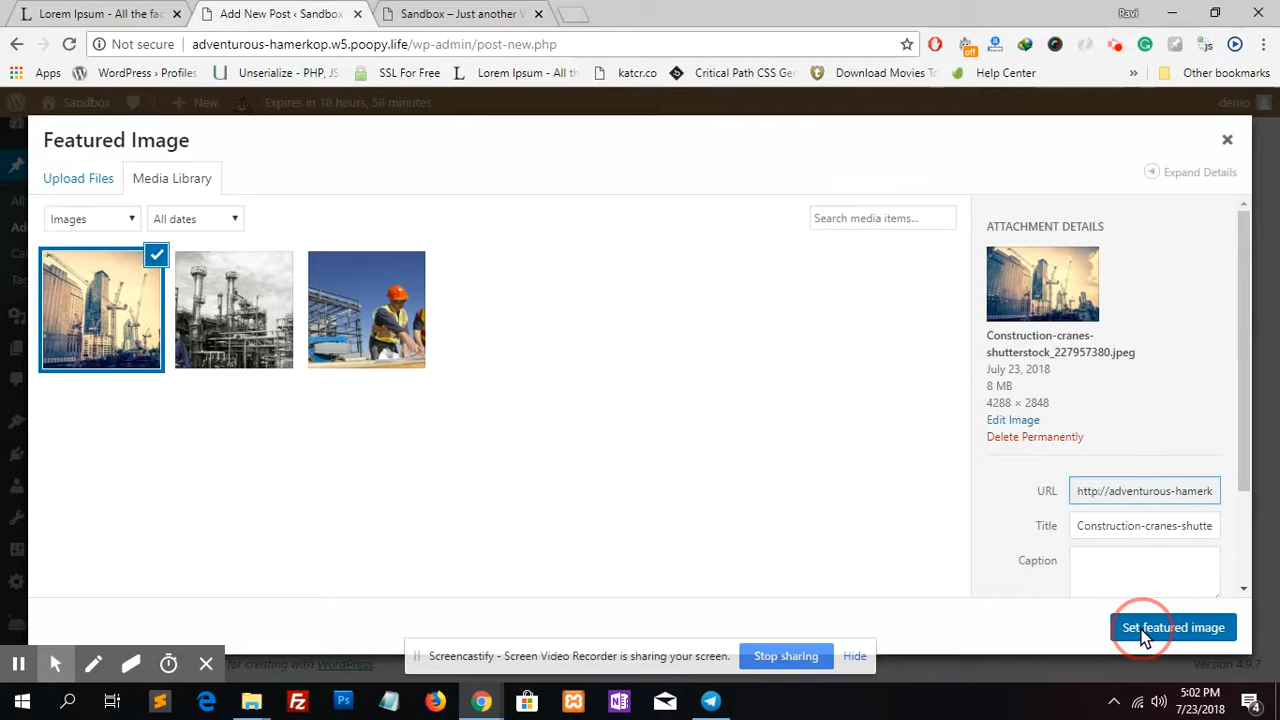 Lorem Ipsum - All the fac
Add New Post ‹ Sandbox
Sandbox – Just another W
Ravi
Not secure
adventurous-hamerkop.w5.poopy.life/wp-admin/post-new.php
off
Apps
WordPress › Profiles
Unserialize - PHP, JS
SSL For Free
Lorem Ipsum - All th
katcr.co
Critical Path CSS Gen
Download Movies To
Help Center
»
Other bookmarks
Sandbox
New
Expires in 18 hours, 58 minutes
demo
Featured Image
Upload Files
Media Library
Expand Details
Images
All dates
Search media items...
ATTACHMENT DETAILS
Construction-cranes-
shutterstock_227957380.jpeg
July 23, 2018
8 MB
4288 × 2848
Edit Image
Delete Permanently
URL
http://adventurous-hamerk
Title
Construction-cranes-shutte
Caption
Set featured image
Screencastify - Screen Video Recorder is sharing your screen.
Stop sharing
Hide
for creating with WordPress.
Version 4.9.7
5:02 PM
7/23/2018
4